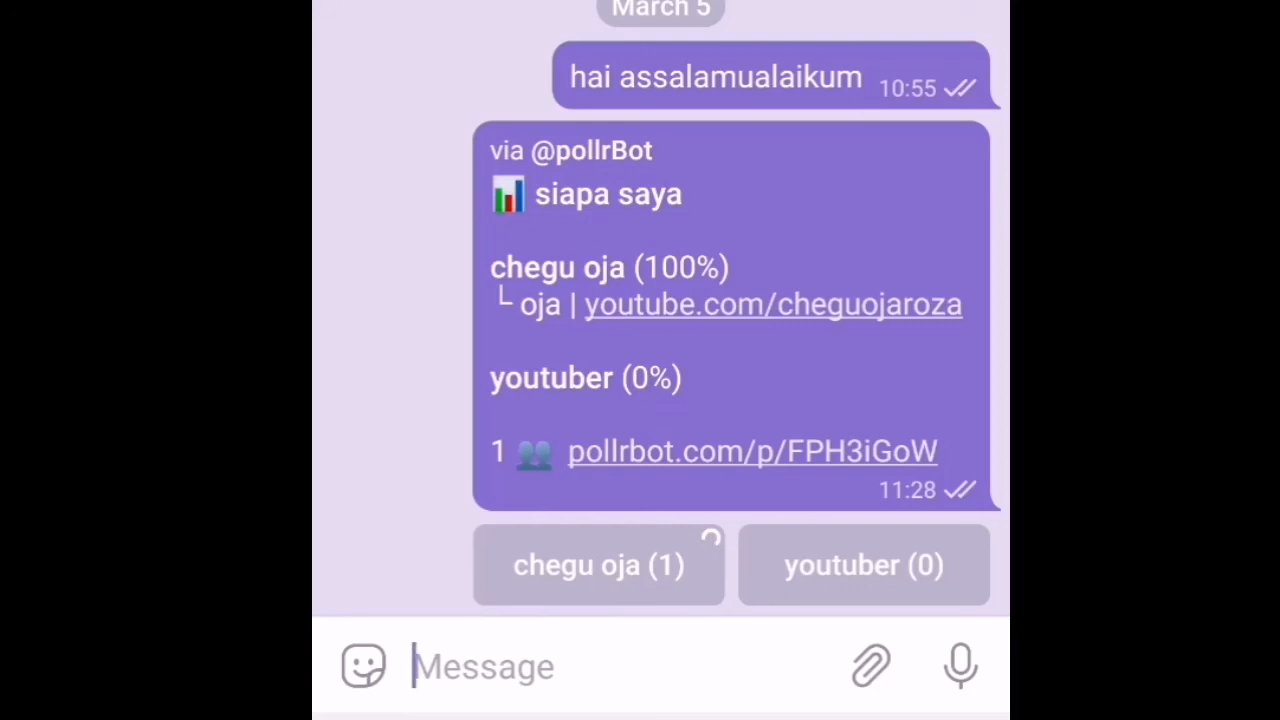 March 5
hai assalamualaikum 10:55
via @pollrBot
siapa saya
chegu oja (100%)
└ oja | youtube.com/cheguojaroza
youtuber (0%)
1 pollrbot.com/p/FPH3iGoW
11:28
chegu oja (1) youtuber (0)
Message